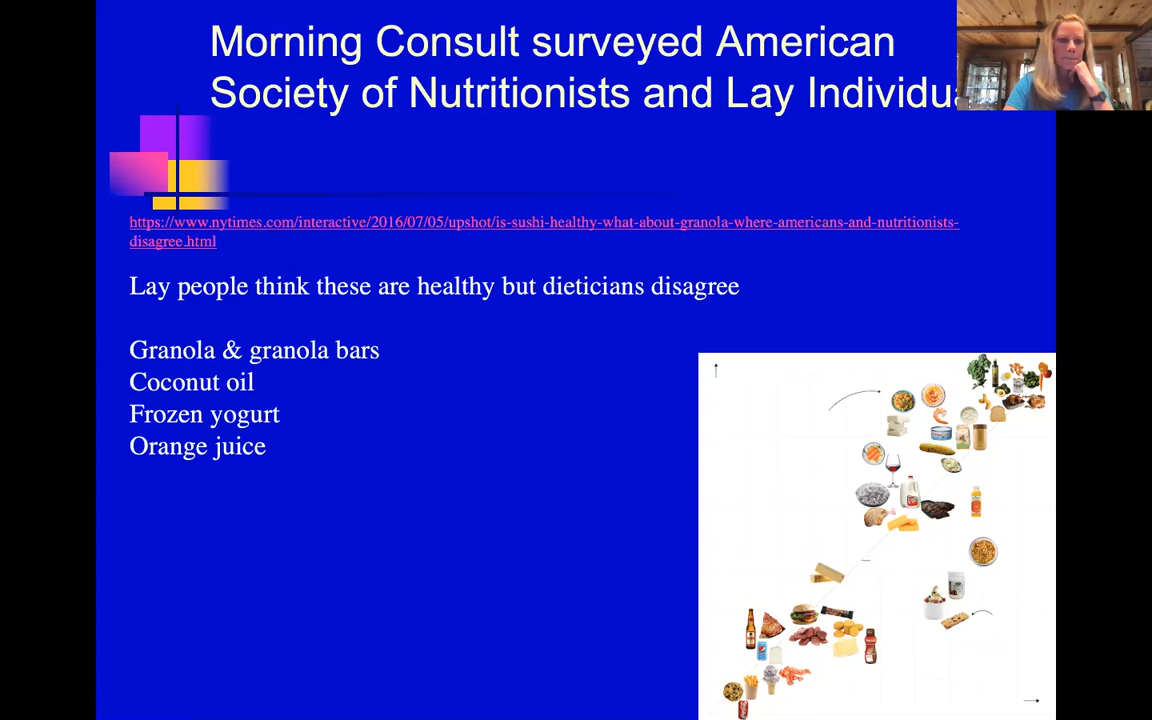 Morning Consult surveyed American
Society of Nutritionists and Lay
https://www.nytimes.com/interactive/2016/07/05/upshot/is-sushi-healthy-what-about-granola-where-americans-and-nutritionists-
disagree.html
Lay people think these are healthy but dieticians disagree
Granola & granola bars
Coconut oil
Frozen yogurt
Orange juice